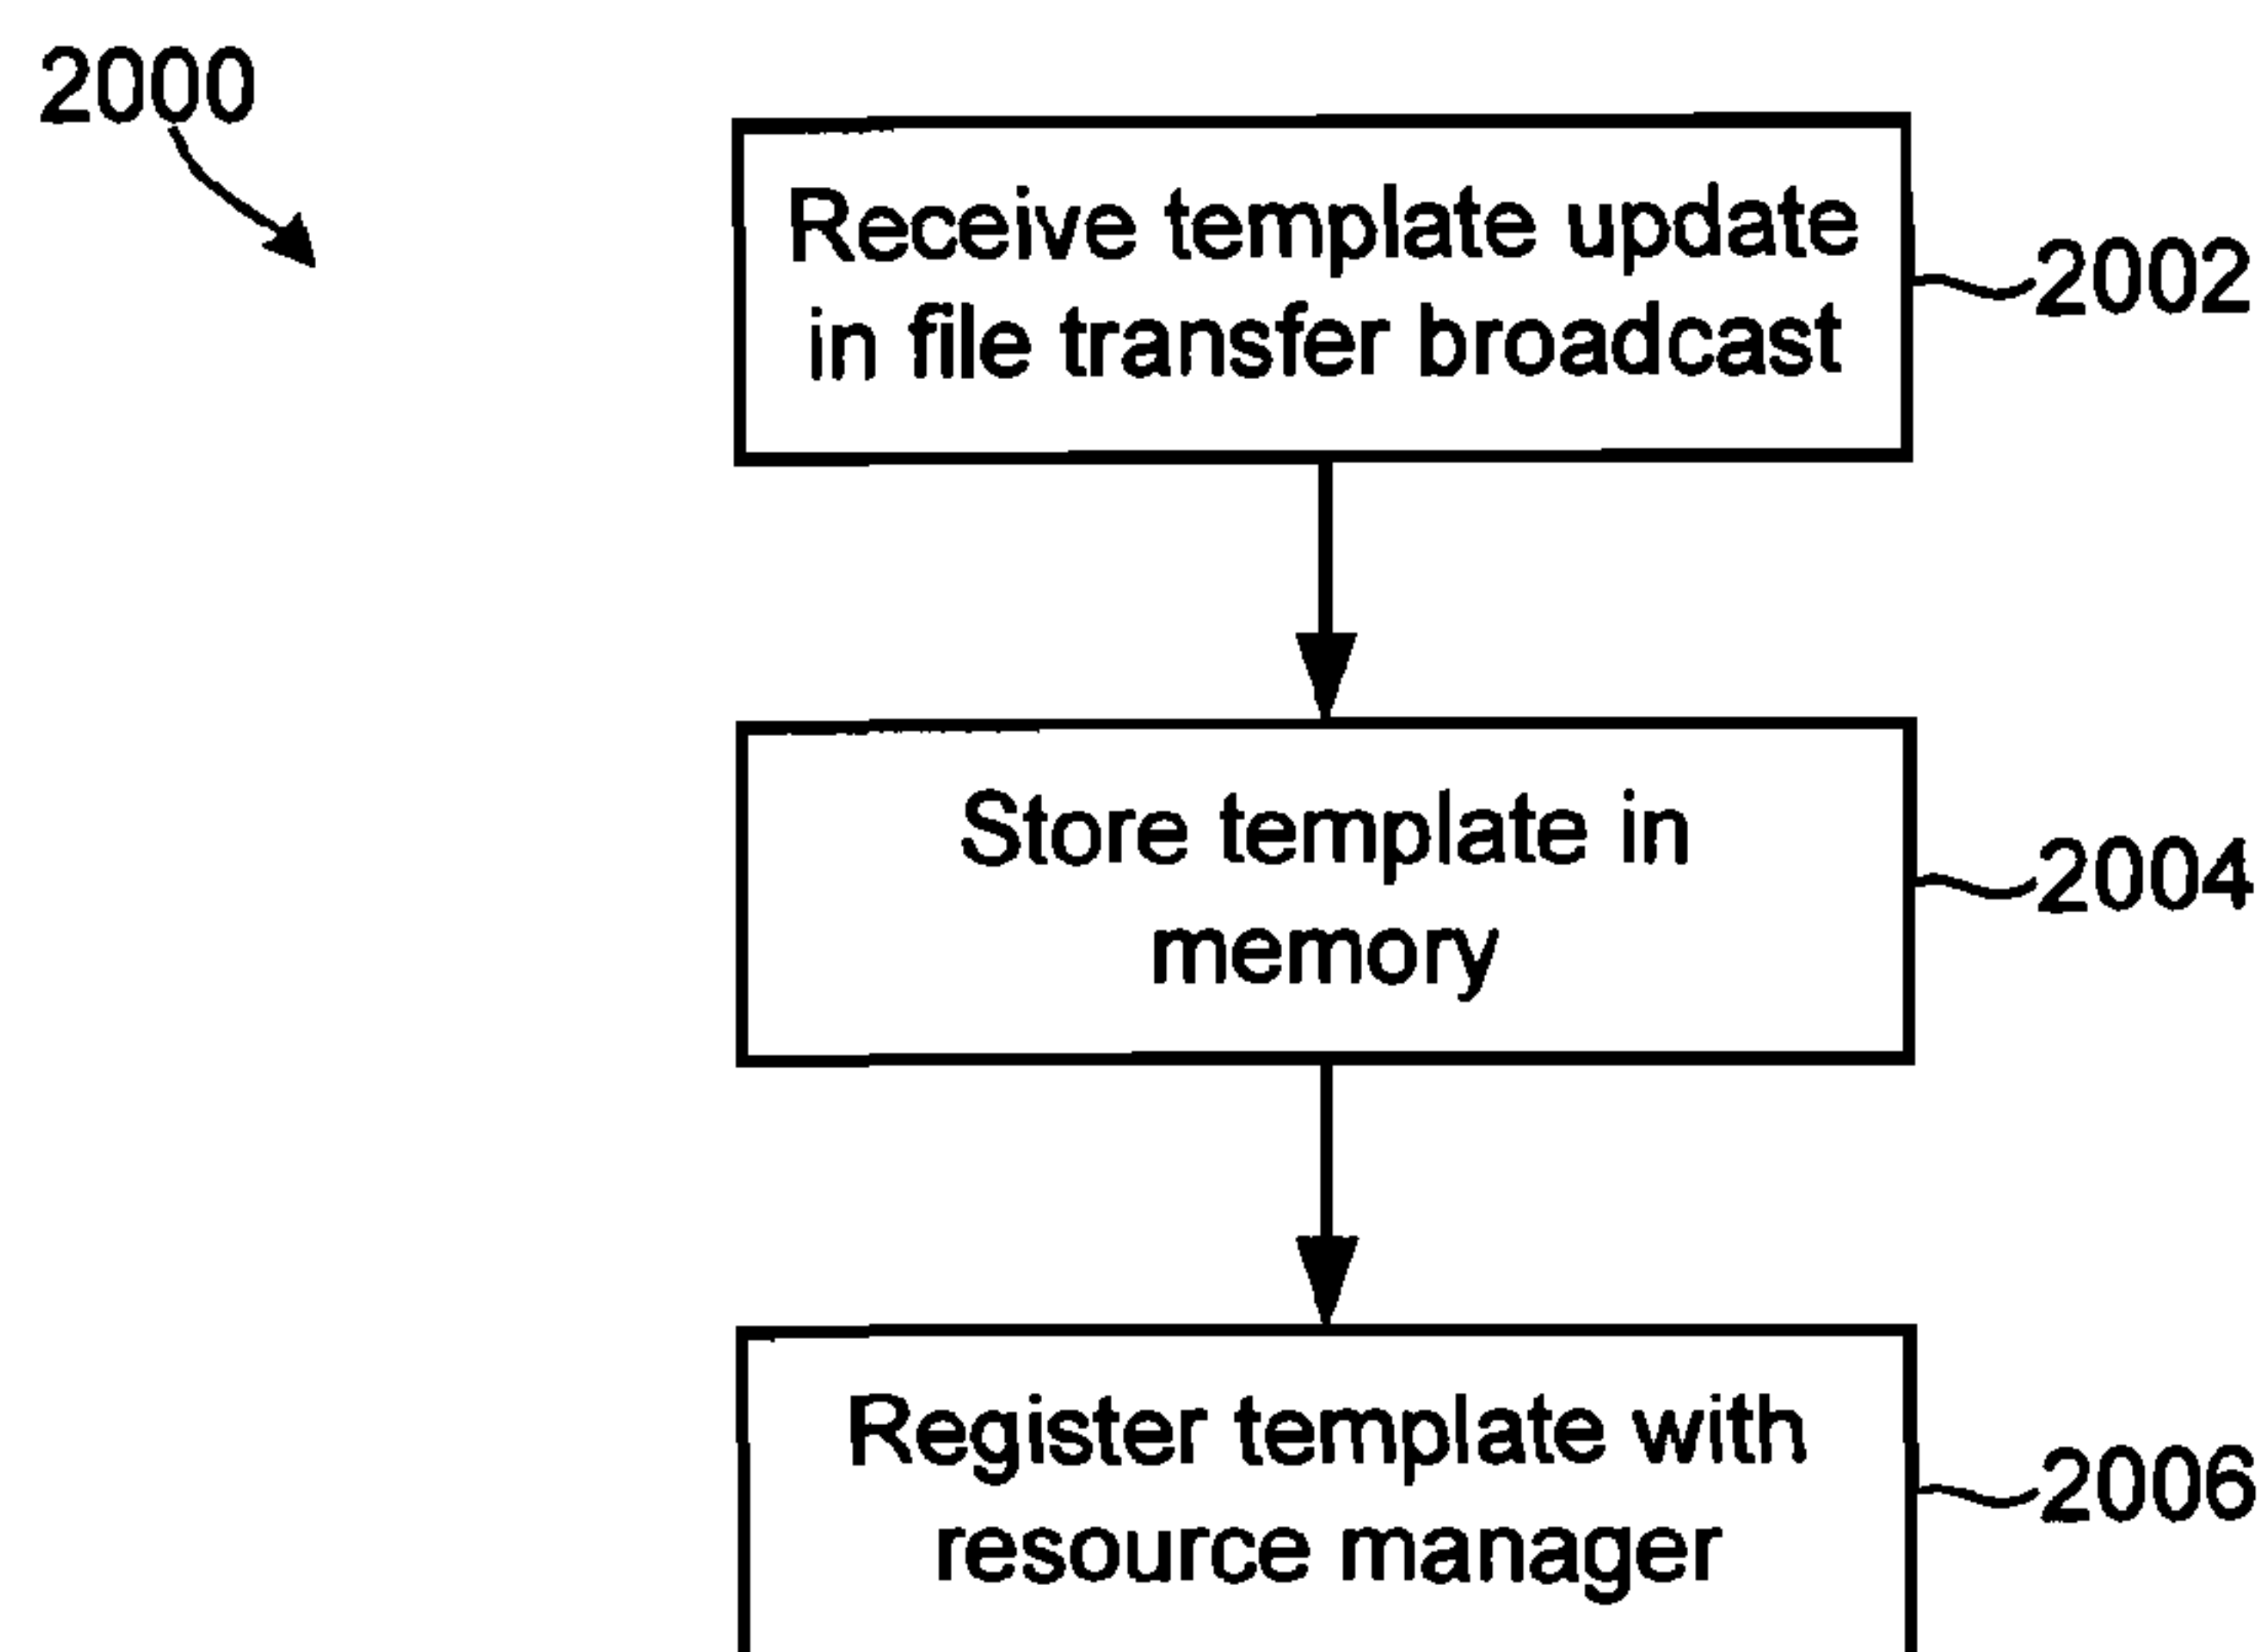 2000
Receive template update
in file transfer broadcast
2002
Store template in
memory
2004
Register template with
resource manager
2006